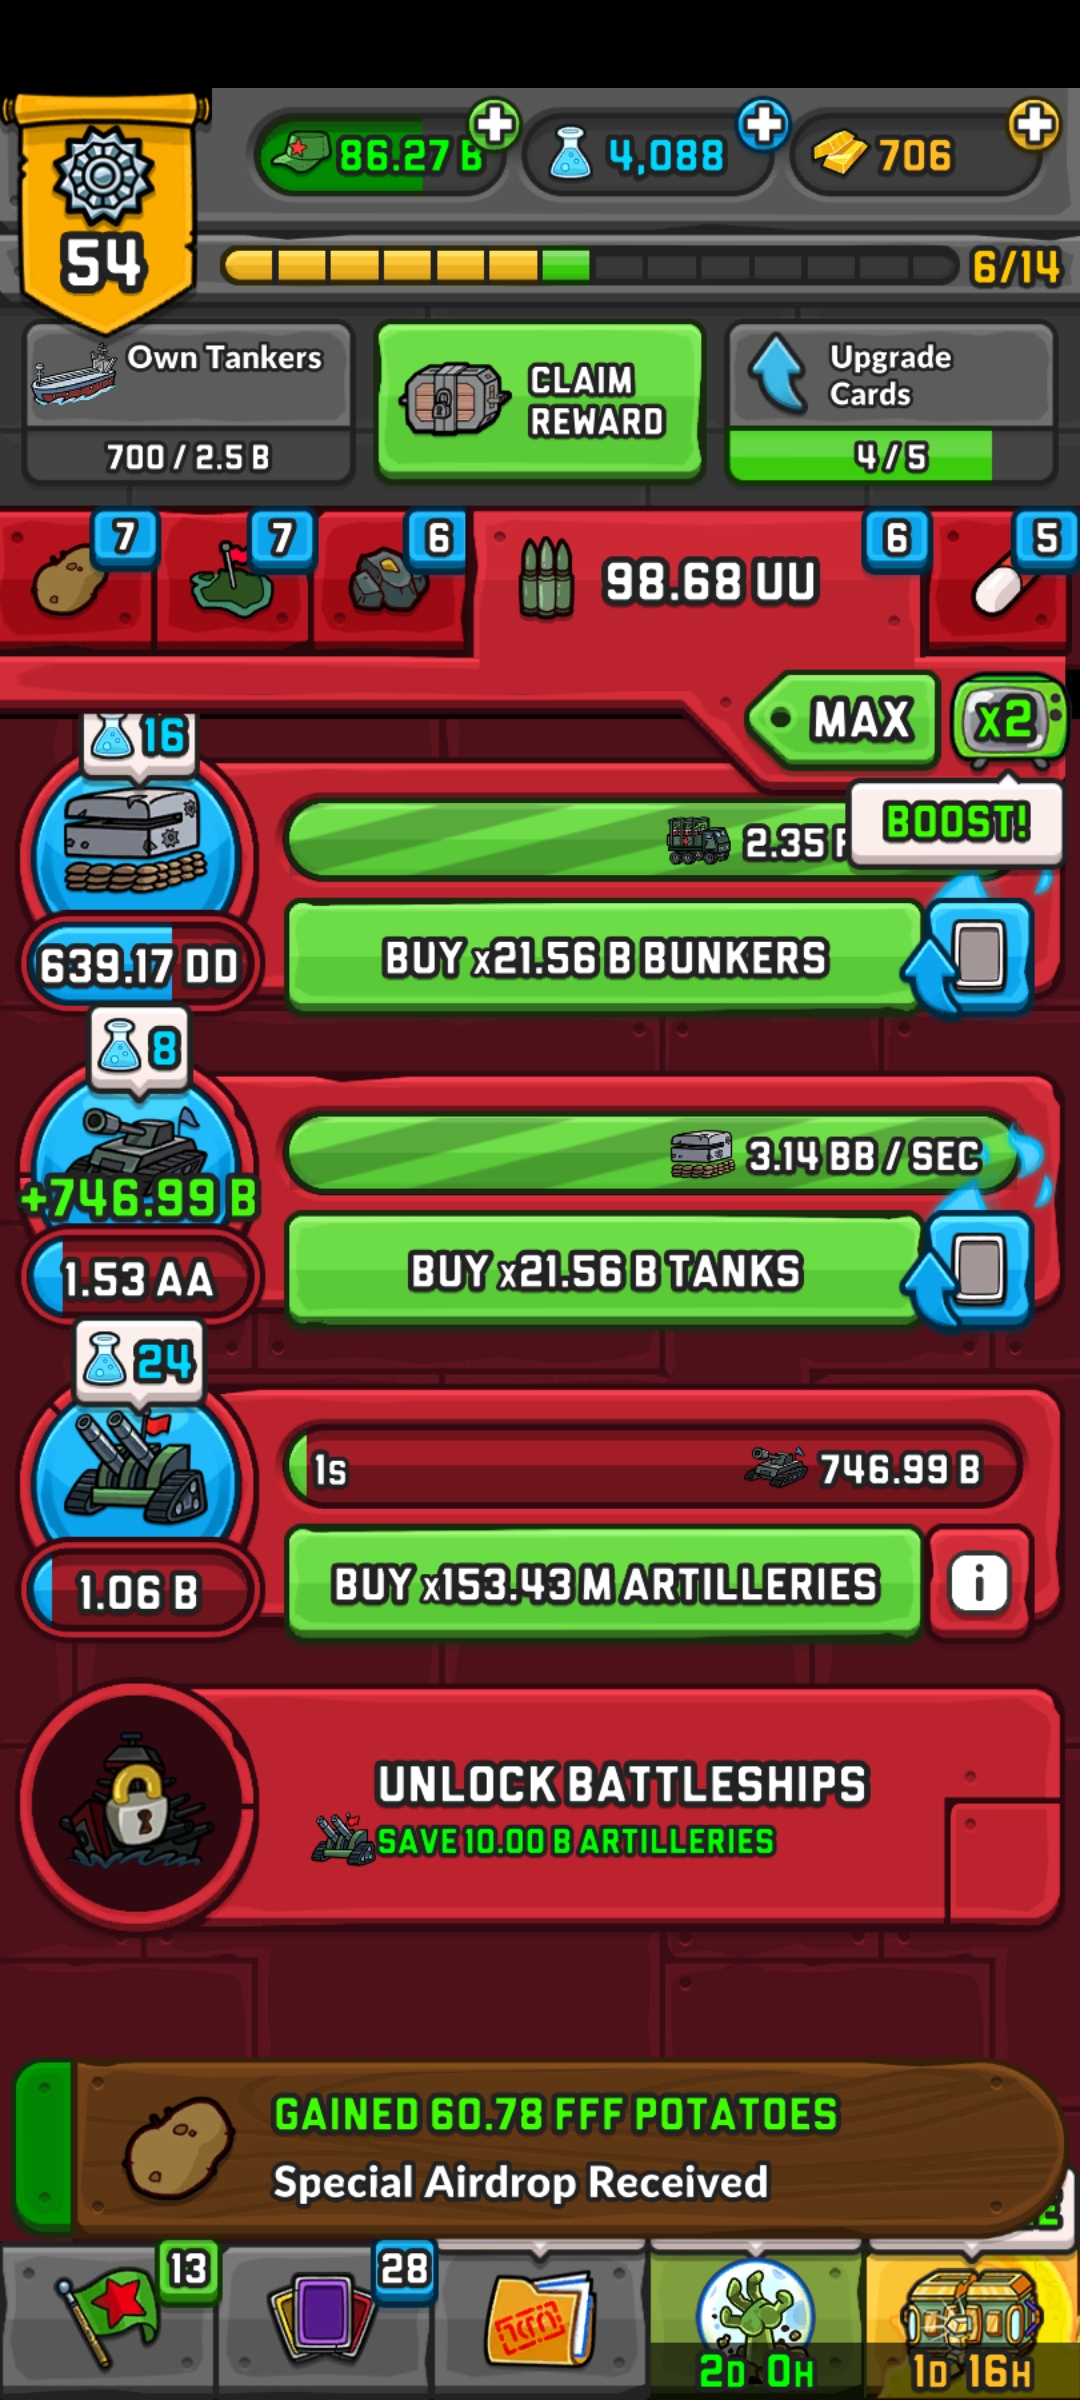 54
86.27 B
4,088
706
6/14
Own Tankers
700 / 2.5 B
CLAIM
REWARD
Upgrade
Cards
4 / 5
7
7
6
98.68 UU
6
5
MAX
x2
BOOST!
16
2.35
639.17 DD
BUY x21.56 B BUNKERS
8
+746.99 B
3.14 BB / SEC
1.53 AA
BUY x21.56 B TANKS
24
1s
746.99 B
1.06 B
BUY x153.43 M ARTILLERIES
i
UNLOCK BATTLESHIPS
SAVE 10.00 B ARTILLERIES
GAINED 60.78 FFF POTATOES
Special Airdrop Received
13
28
2D 0H
1D 16H